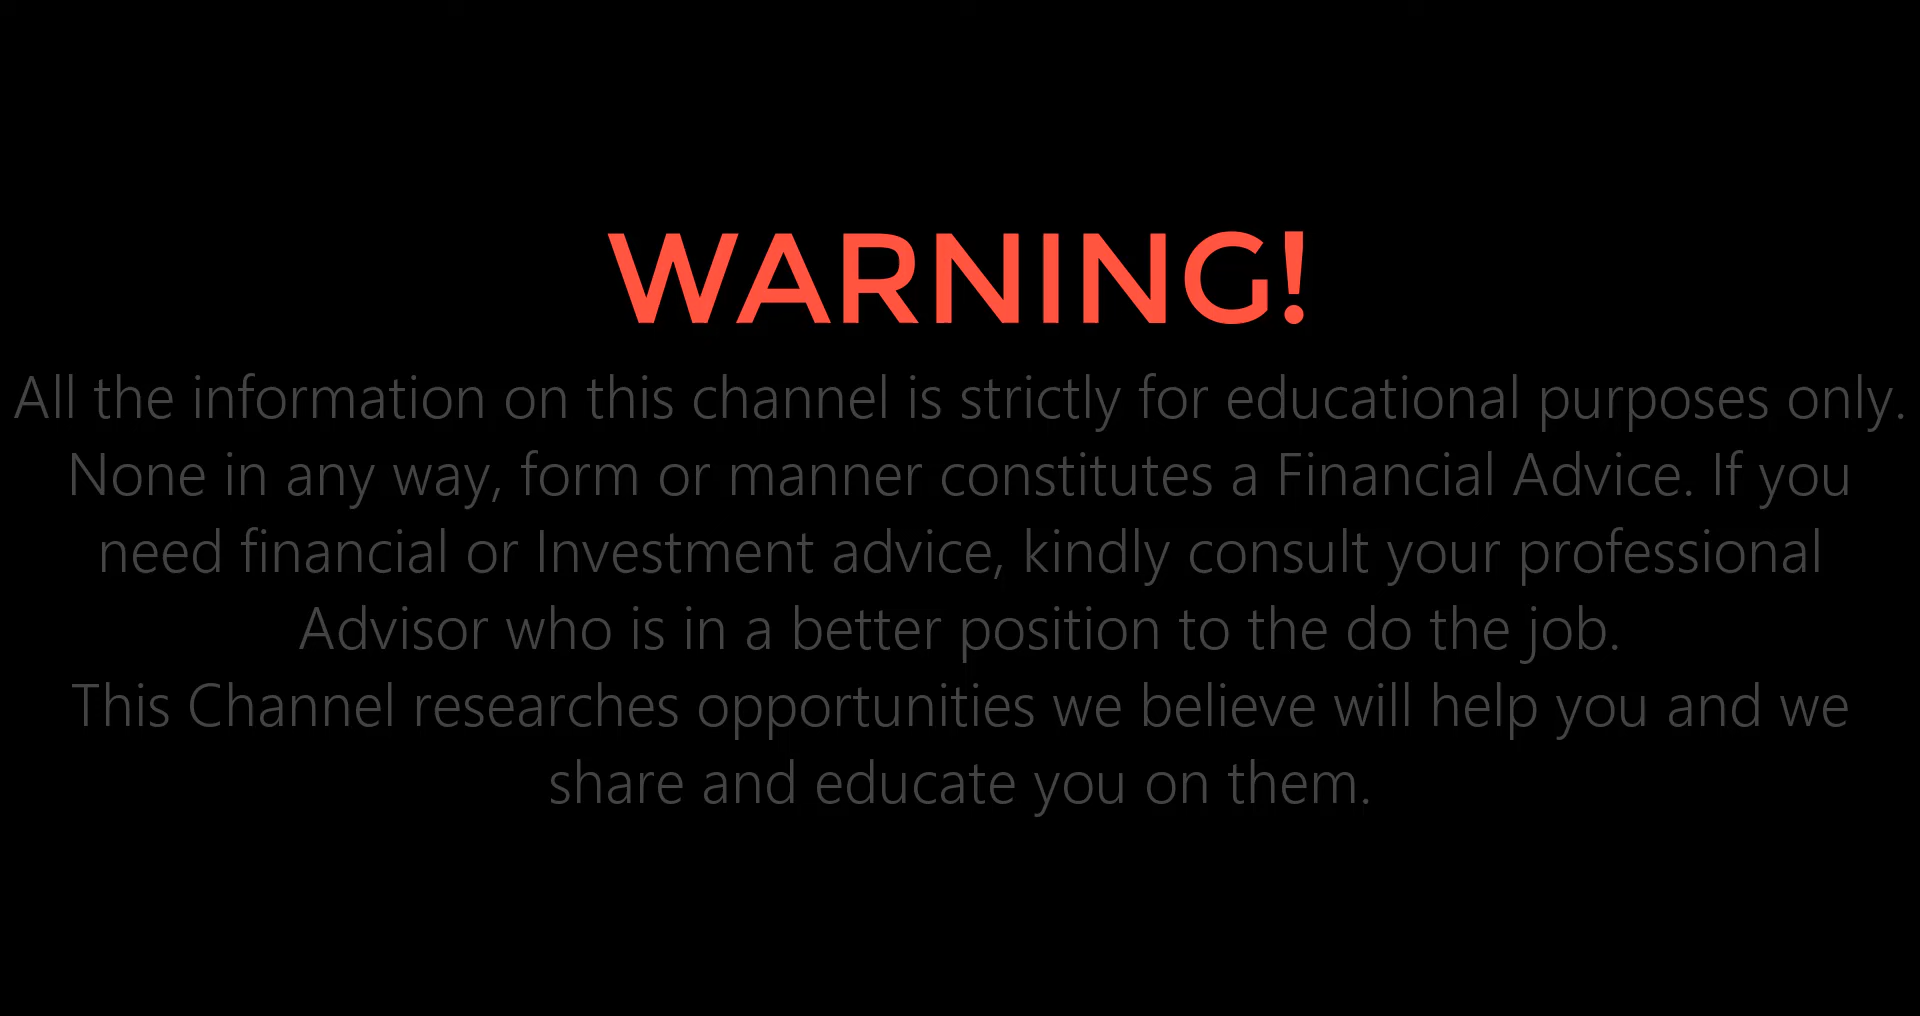 WARNING!
All the information on this channel is strictly for educational purposes only.
None in any way, form or manner constitutes a Financial Advice. If you
need financial or Investment advice, kindly consult your professional
Advisor who is in a better position to the do the job.
This Channel researches opportunities we believe will help you and we
share and educate you on them.